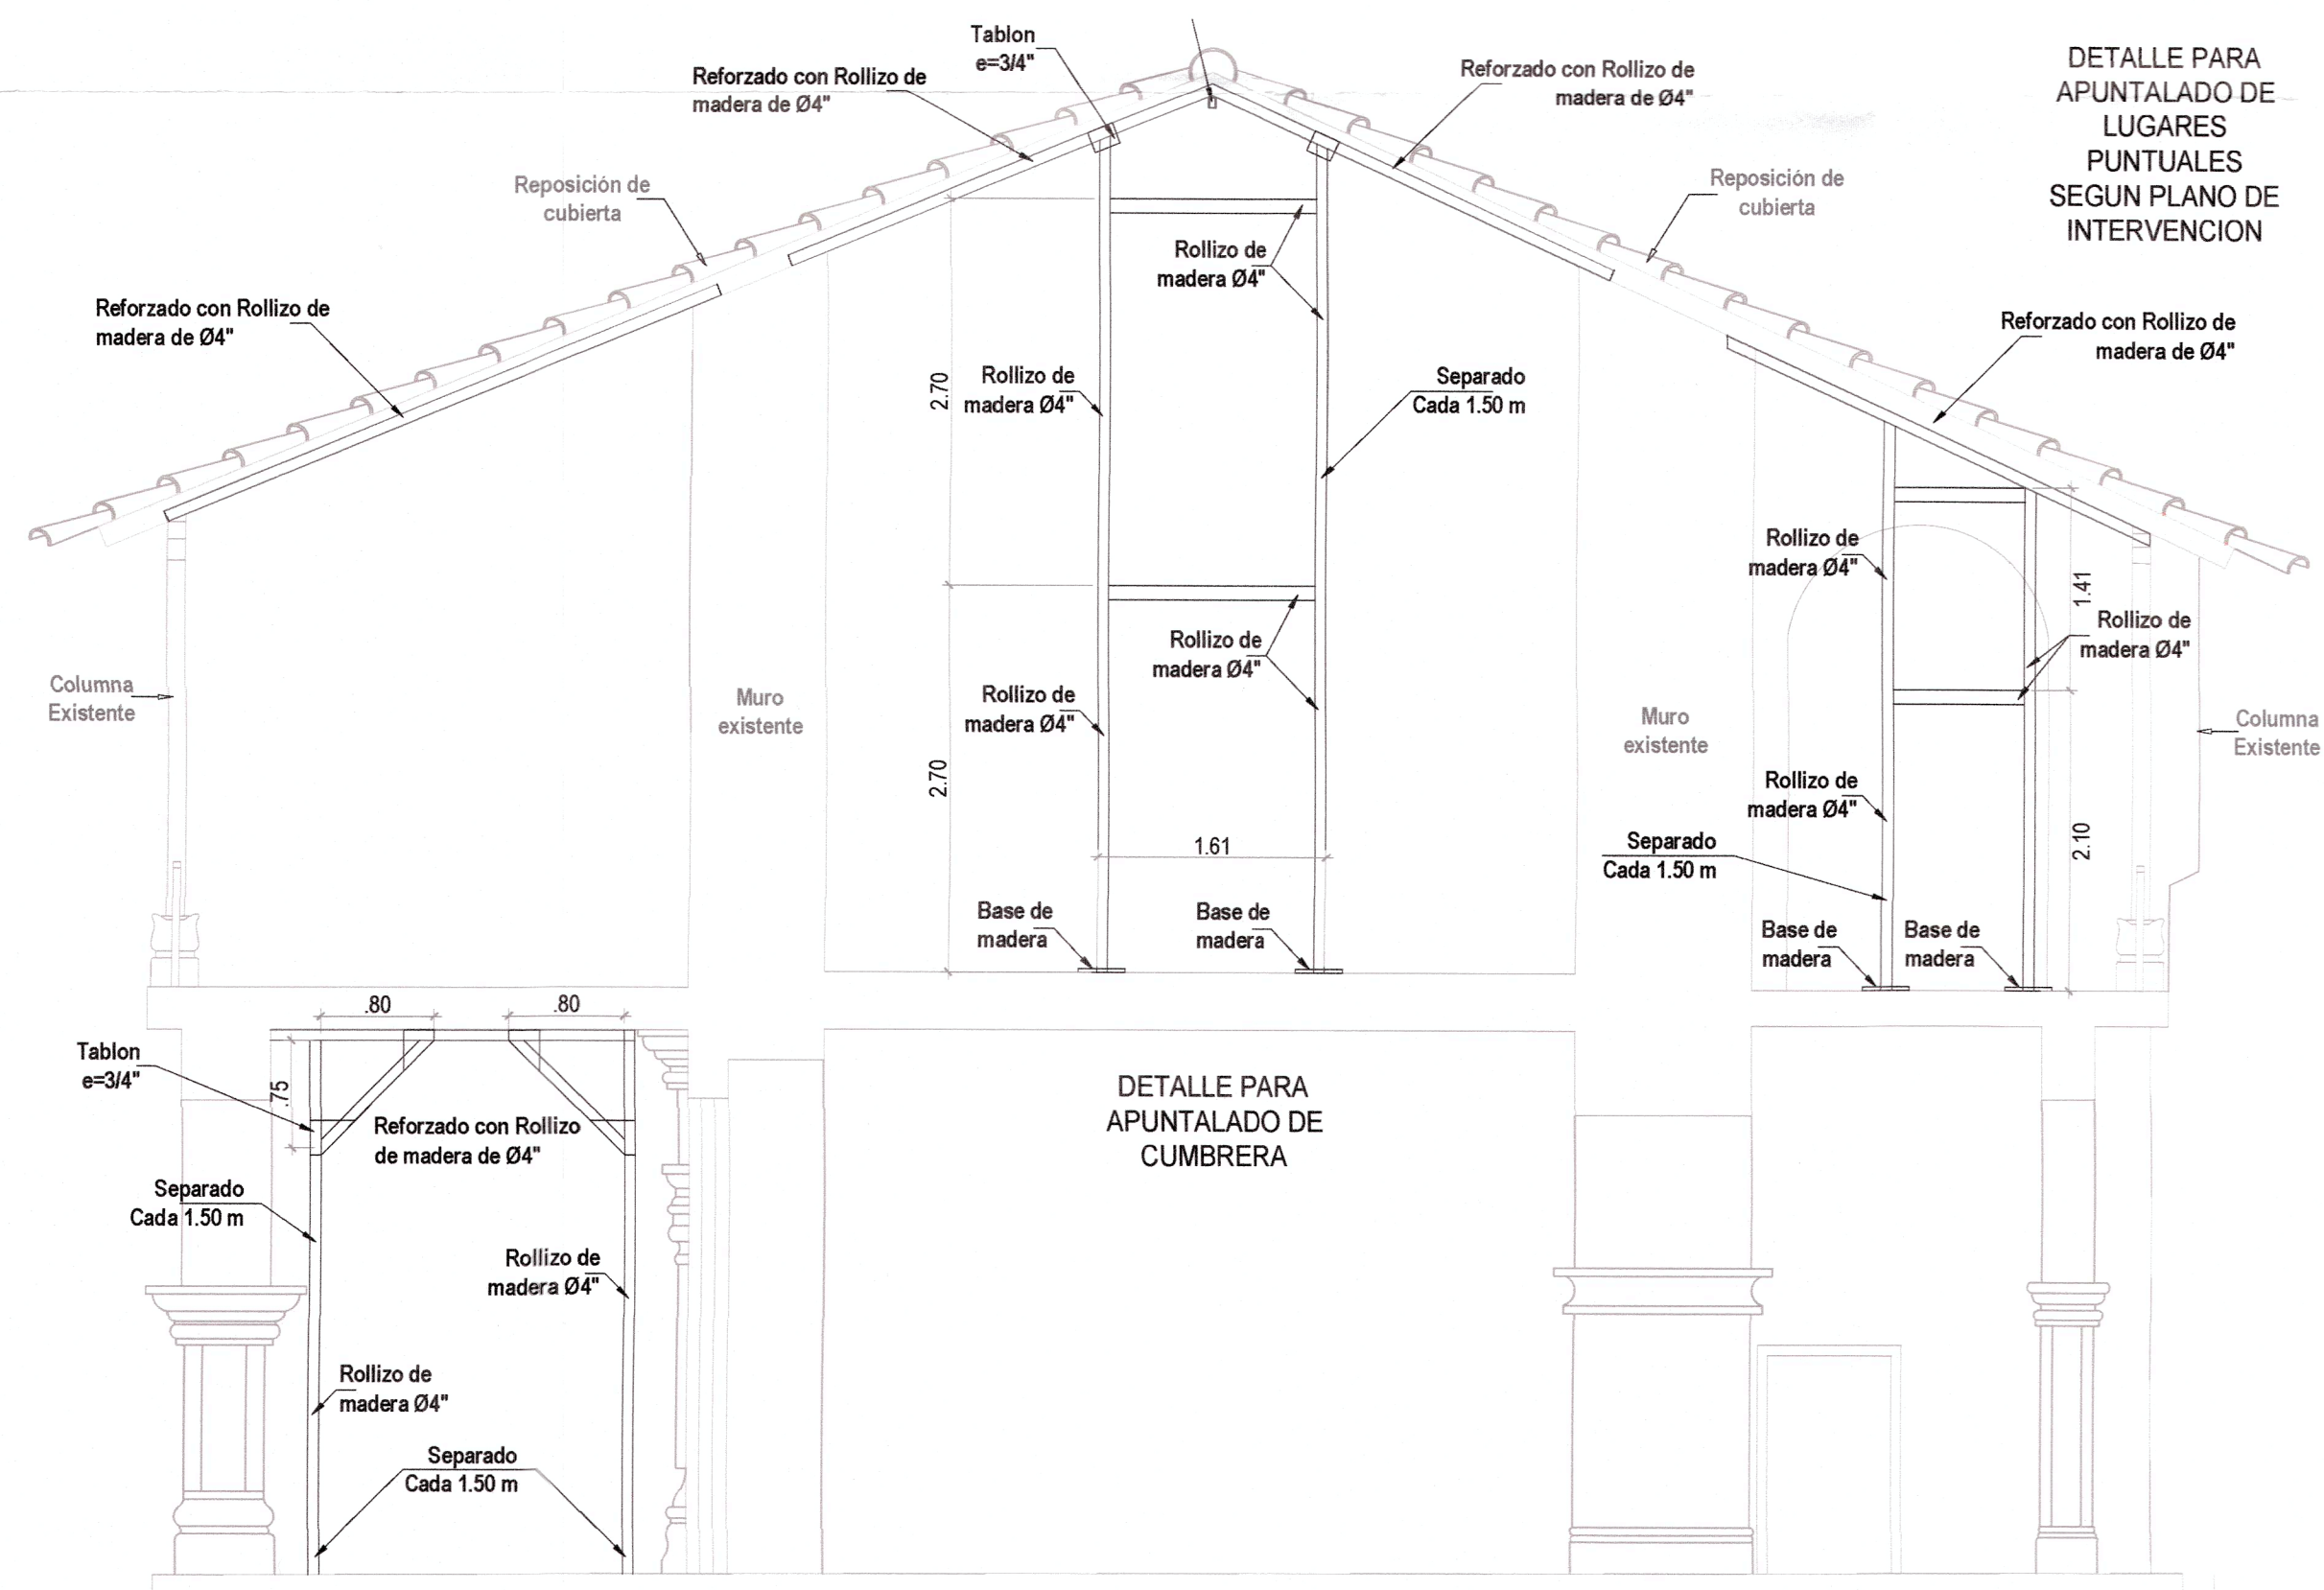 Tablon
e=3/4"
Reforzado con Rollizo de
madera de Ø4"
Reforzado con Rollizo de
madera de Ø4"
DETALLE PARA
APUNTALADO DE
LUGARES
PUNTUALES
SEGUN PLANO DE
INTERVENCION
Reposición de
cubierta
Reposición de
cubierta
Rollizo de
madera Ø4"
Reforzado con Rollizo de
madera de Ø4"
Reforzado con Rollizo de
madera de Ø4"
2.70
Rollizo de
madera Ø4"
Separado
Cada 1.50 m
Rollizo de
madera Ø4"
1.41
Rollizo de
madera Ø4"
Rollizo de
madera Ø4"
Columna
Existente
Muro
existente
Rollizo de
madera Ø4"
Muro
existente
Columna
Existente
2.70
Rollizo de
madera Ø4"
2.10
1.61
Separado
Cada 1.50 m
Base de
madera
Base de
madera
Base de
madera
Base de
madera
.80
.80
Tablon
e=3/4"
.75
Reforzado con Rollizo
de madera de Ø4"
DETALLE PARA
APUNTALADO DE
CUMBRERA
Separado
Cada 1.50 m
Rollizo de
madera Ø4"
Rollizo de
madera Ø4"
Separado
Cada 1.50 m